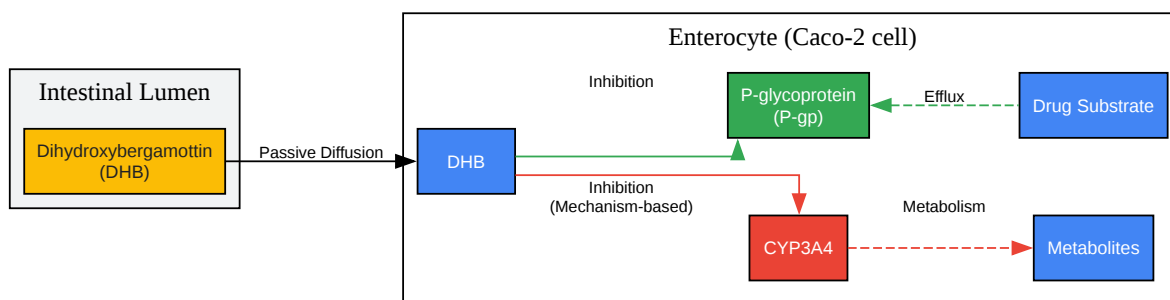 Enterocyte (Caco-2 cell)
Intestinal Lumen
Dihydroxybergamottin
(DHB)
Passive Diffusion
DHB
Inhibition
P-glycoprotein
(P-gp)
Efflux
Drug Substrate
Inhibition
(Mechanism-based)
CYP3A4
Metabolism
Metabolites